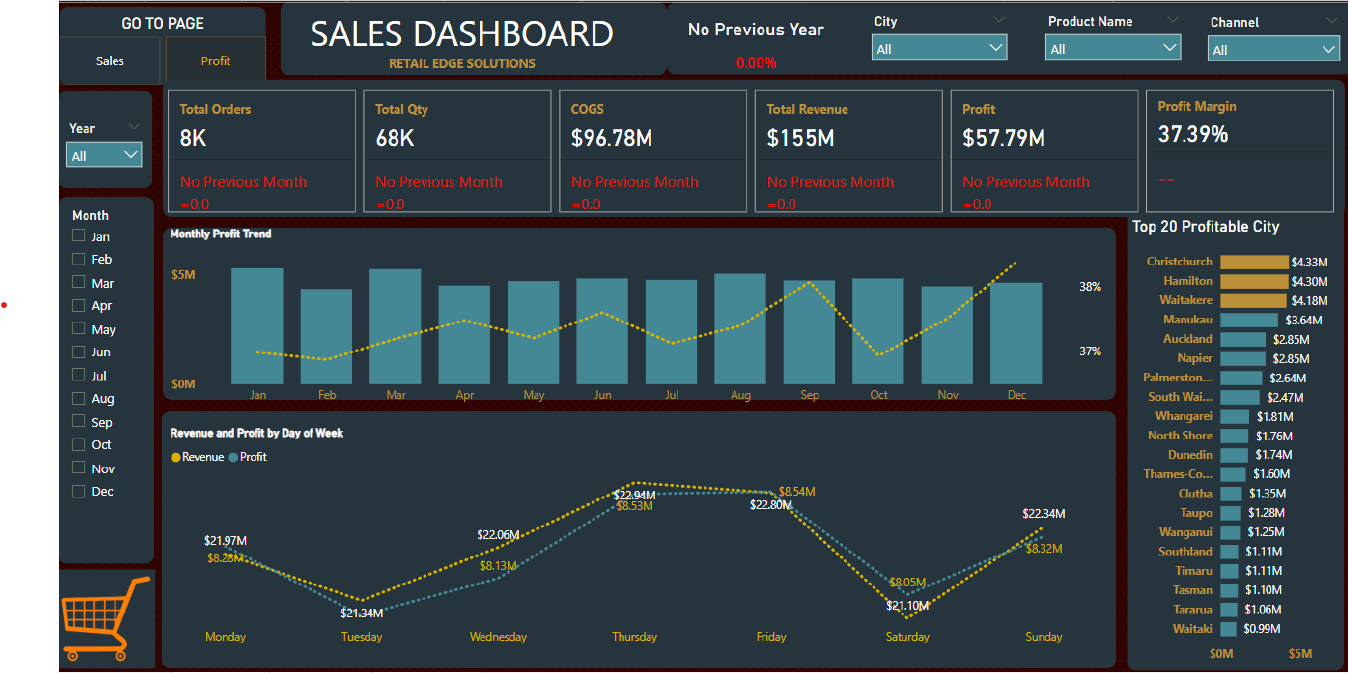 GO TO PAGE
Sales
Profit
SALES DASHBOARD
RETAIL EDGE SOLUTIONS
No Previous Year
0.00%
City
All
Product Name
All
Channel
All
Year
All
Total Orders
8K
No Previous Month
=0.0
Total Qty
68K
No Previous Month
=0.0
COGS
$96.78M
No Previous Month
=0.0
Total Revenue
$155M
No Previous Month
=0.0
Profit
$57.79M
No Previous Month
=0.0
Profit Margin
37.39%
--
Month
Jan
Feb
Mar
Apr
May
Jun
Jul
Aug
Sep
Oct
Nov
Dec
Monthly Profit Trend
$5M
$0M
38%
37%
Jan Feb Mar Apr May Jun Jul Aug Sep Oct Nov Dec
Revenue and Profit by Day of Week
Revenue Profit
$21.97M
$8.28M
$21.34M
$22.06M
$8.13M
$22.94M
$8.53M
$8.54M
$22.80M
$8.05M
$21.10M
$22.34M
$8.32M
Monday Tuesday Wednesday Thursday Friday Saturday Sunday
Top 20 Profitable City
Christchurch $4.33M
Hamilton $4.30M
Waitakere $4.18M
Manukau $3.64M
Auckland $2.85M
Napier $2.85M
Palmerston... $2.64M
South Wai... $2.47M
Whangarei $1.81M
North Shore $1.76M
Dunedin $1.74M
Thames-Co... $1.60M
Clutha $1.35M
Taupo $1.28M
Wanganui $1.25M
Southland $1.11M
Timaru $1.11M
Tasman $1.10M
Tararua $1.06M
Waitaki $0.99M
$0M $5M